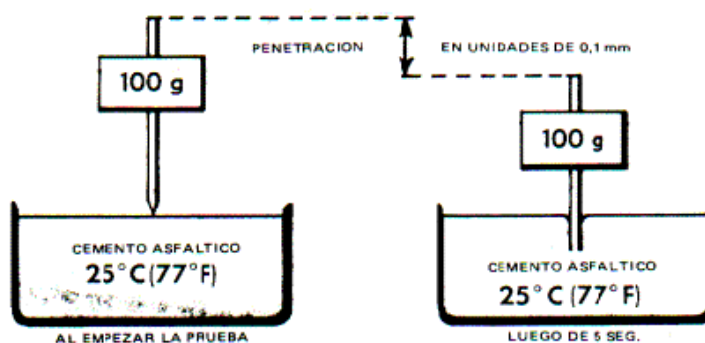 PENETRACION
EN UNIDADES DE 0,1 mm
100 g
100 g
CEMENTO ASFALTICO
25°C (77°F)
AL EMPEZAR LA PRUEBA
CEMENTO ASFALTICO
25°C (77°F)
LUEGO DE 5 SEG.